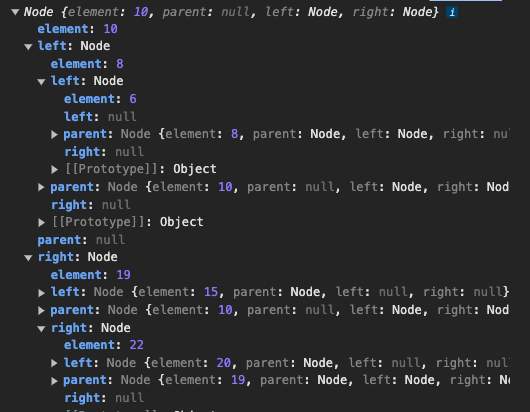 Node {element: 10, parent: null, left: Node, right: Node} i
element: 10
left: Node
element: 8
left: Node
element: 6
left: null
parent: Node {element: 8, parent: Node, left: Node, right: nu
right: null
[[Prototype]]: Object
parent: Node {element: 10, parent: null, left: Node, right: Nod
right: null
[[Prototype]]: Object
parent: null
right: Node
element: 19
left: Node {element: 15, parent: Node, left: null, right: null}
parent: Node {element: 10, parent: null, left: Node, right: Nod
right: Node
element: 22
left: Node {element: 20, parent: Node, left: null, right: null
parent: Node {element: 19, parent: Node, left: Node, right: Nod
right: null